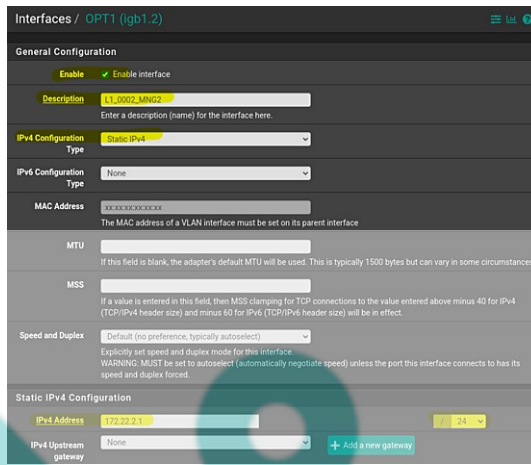 Interfaces / OPT1 (igb1.2)
General Configuration
Enable Enable interface
Description L1_0002_MNG2
Enter a description (name) for the interface here.
IPv4 Configuration Type Static IPv4
IPv6 Configuration Type None
MAC Address xx:xx:xx:xx:xx:xx
The MAC address of a VLAN interface must be set on its parent interface
MTU
If this field is blank, the adapter's default MTU will be used. This is typically 1500 bytes but can vary in some circumstances
MSS
If a value is entered in this field, then MSS clamping for TCP connections to the value entered above minus 40 for IPv4
(TCP/IPv4 header size) and minus 60 for IPv6 (TCP/IPv6 header size) will be in effect.
Speed and Duplex Default (no preference, typically autoselect)
Explicitly set speed and duplex mode for this interface.
WARNING: MUST be set to autoselect (automatically negotiate speed) unless the port this interface connects to has its
speed and duplex forced.
Static IPv4 Configuration
IPv4 Address 172.22.2.1 / 24
IPv4 Upstream gateway None + Add a new gateway